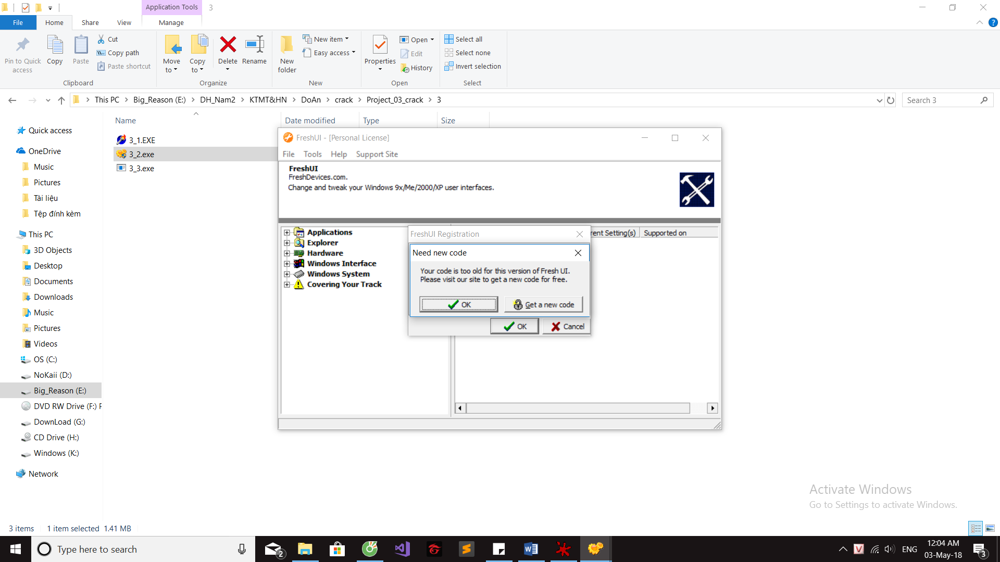 Application Tools
3
File
Home
Share
View
Manage
Pin to Quick access
Copy
Paste
Cut
Copy path
Paste shortcut
Clipboard
Move to
Copy to
Delete
Rename
Organize
New folder
New item
Easy access
New
Properties
Open
Edit
History
Open
Select all
Select none
Invert selection
Select
This PC > Big_Reason (E:) > DH_Nam2 > KTMT&HN > DoAn > crack > Project_03_crack > 3
Search 3
Name
Date modified
Type
Size
3_1.EXE
3_2.exe
3_3.exe
Quick access
OneDrive
Music
Pictures
Tài liệu
Tệp đính kèm
This PC
3D Objects
Desktop
Documents
Downloads
Music
Pictures
Videos
OS (C:)
NoKaii (D:)
Big_Reason (E:)
DVD RW Drive (F:) P
DownLoad (G:)
CD Drive (H:)
Windows (K:)
Network
FreshUI - [Personal License]
File
Tools
Help
Support Site
FreshUI
FreshDevices.com.
Change and tweak your Windows 9x/Me/2000/XP user interfaces.
Applications
Explorer
Hardware
Windows Interface
Windows System
Covering Your Track
rent Setting(s)
Supported on
FreshUI Registration
Need new code
Your code is too old for this version of Fresh UI.
Please visit our site to get a new code for free.
OK
Get a new code
OK
Cancel
Activate Windows
Go to Settings to activate Windows.
3 items
1 item selected 1.41 MB
Type here to search
2
ENG
12:04 AM
03-May-18
3